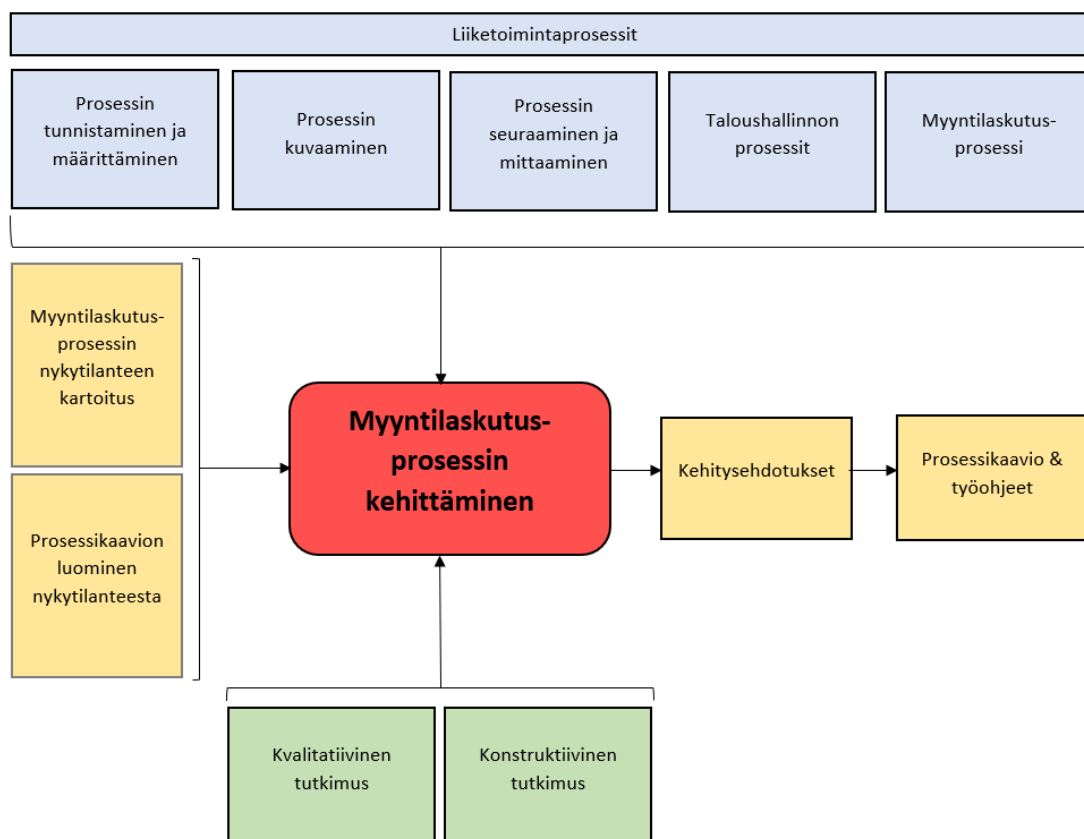 Liiketoimintaprosessit
Prosessin
tunnistaminen ja
määrittäminen
Prosessin
kuvaaminen
Prosessin
seuraaminen ja
mittaaminen
Taloushallinnon
prosessit
Myyntilaskutus-
prosessi
Myyntilaskutus-
prosessin
nykytilanteen
kartoitus
Prosessikaavion
luominen
nykytilanteesta
Myyntilaskutus-
prosessin
kehittäminen
Kehitysehdotukset
Prosessikaavio &
työohjeet
Kvalitatiivinen
tutkimus
Konstruktiivinen
tutkimus